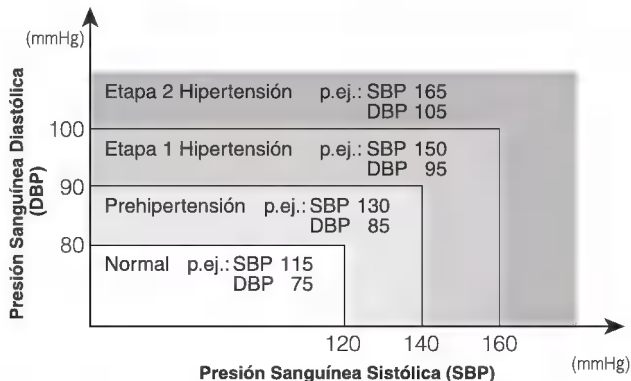 (mmHg)
Presión Sanguínea Diastólica
(DBP)
Etapa 2 Hipertensión p.ej.: SBP 165
DBP 105
100
Etapa 1 Hipertensión p.ej.: SBP 150
DBP 95
90
Prehipertensión p.ej.: SBP 130
DBP 85
80
Normal p.ej.: SBP 115
DBP 75
120 140 160
(mmHg)
Presión Sanguínea Sistólica (SBP)